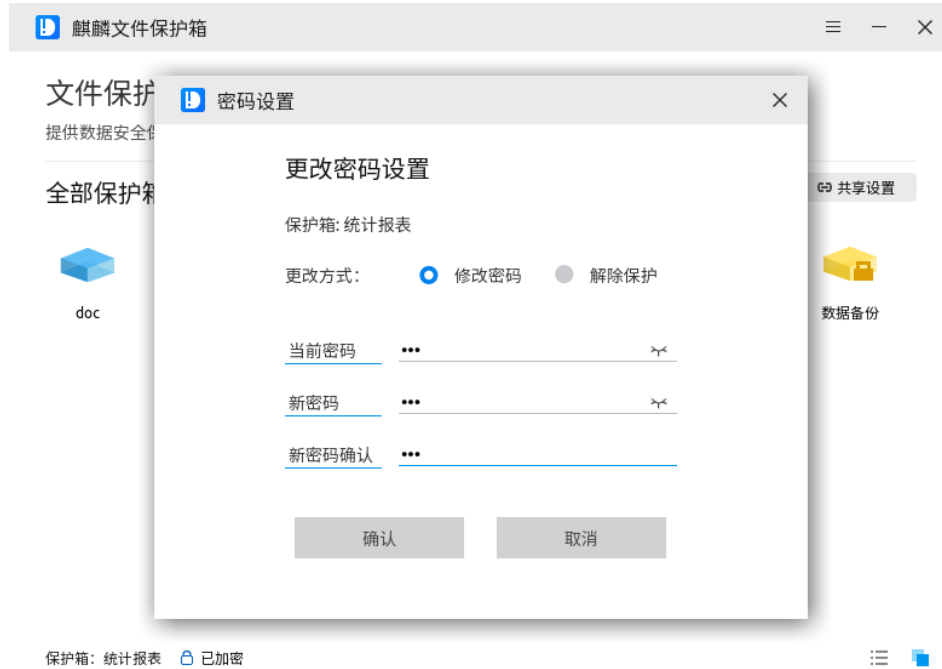 麒麟文件保护箱
文件保护
提供数据安全保
密码设置
更改密码设置
全部保护箱
共享设置
保护箱: 统计报表
更改方式：
修改密码
解除保护
doc
数据备份
当前密码 •••
新密码 •••
新密码确认 •••
确认
取消
保护箱：统计报表
已加密